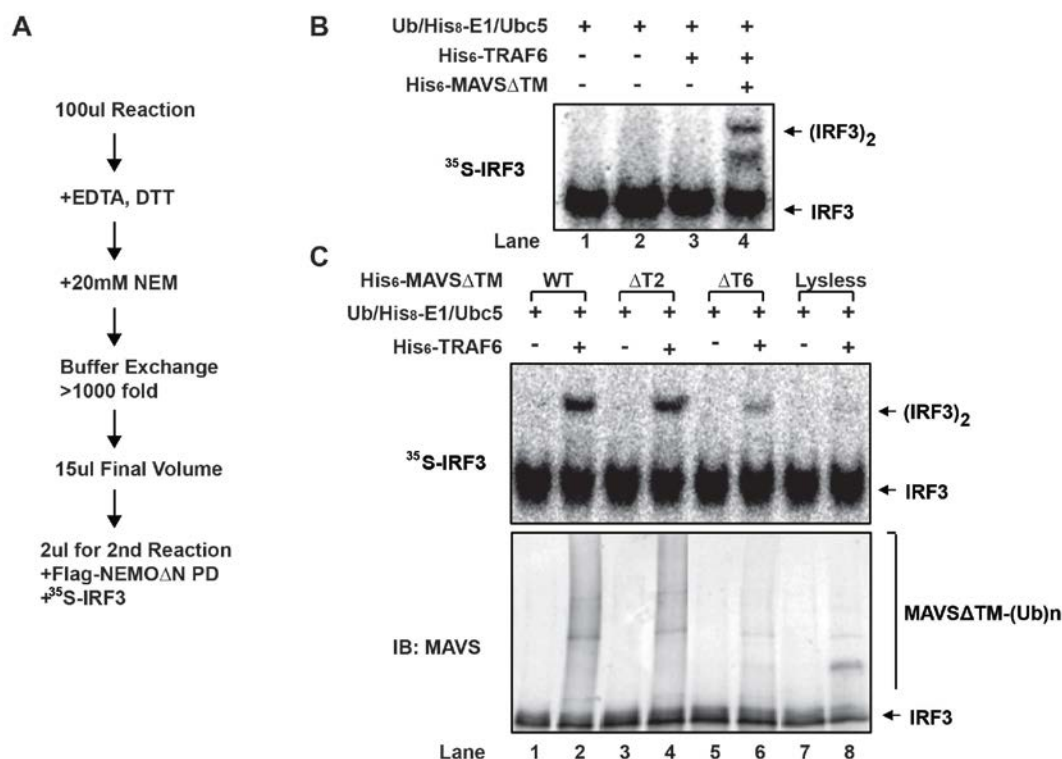 A
100ul Reaction
+EDTA, DTT
+20mM NEM
Buffer Exchange
>1000 fold
15ul Final Volume
2ul for 2nd Reaction
+Flag-NEMOΔN PD
+³⁵S-IRF3
B
Ub/His₈-E1/Ubc5 + + + +
His₆-TRAF6 - - + +
His₆-MAVSΔTM - - - +
(IRF3)₂
³⁵S-IRF3
IRF3
Lane 1 2 3 4
C
His₆-MAVSΔTM WT ΔT2 ΔT6 Lysless
Ub/His₈-E1/Ubc5 + + + + + + + +
His₆-TRAF6 - + - + - + - +
(IRF3)₂
³⁵S-IRF3
IRF3
MAVSΔTM-(Ub)n
IB: MAVS
IRF3
Lane 1 2 3 4 5 6 7 8